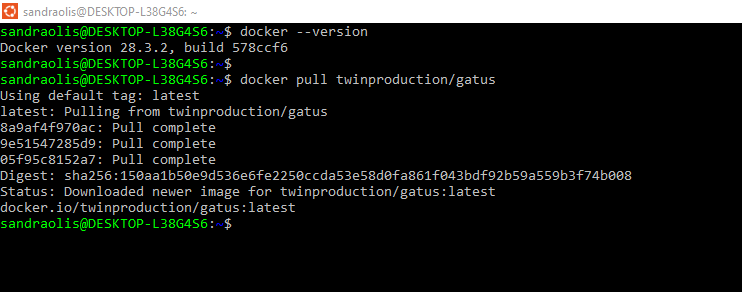 sandraolis@DESKTOP-L38G4S6: ~
sandraolis@DESKTOP-L38G4S6:~$ docker --version
Docker version 28.3.2, build 578ccf6
sandraolis@DESKTOP-L38G4S6:~$
sandraolis@DESKTOP-L38G4S6:~$ docker pull twinproduction/gatus
Using default tag: latest
latest: Pulling from twinproduction/gatus
8a9af4f970ac: Pull complete
9e51547285d9: Pull complete
05f95c8152a7: Pull complete
Digest: sha256:150aa1b50e9d536e6fe2250ccda53e58d0fa861f043bdf92b59a559b3f74b008
Status: Downloaded newer image for twinproduction/gatus:latest
docker.io/twinproduction/gatus:latest
sandraolis@DESKTOP-L38G4S6:~$